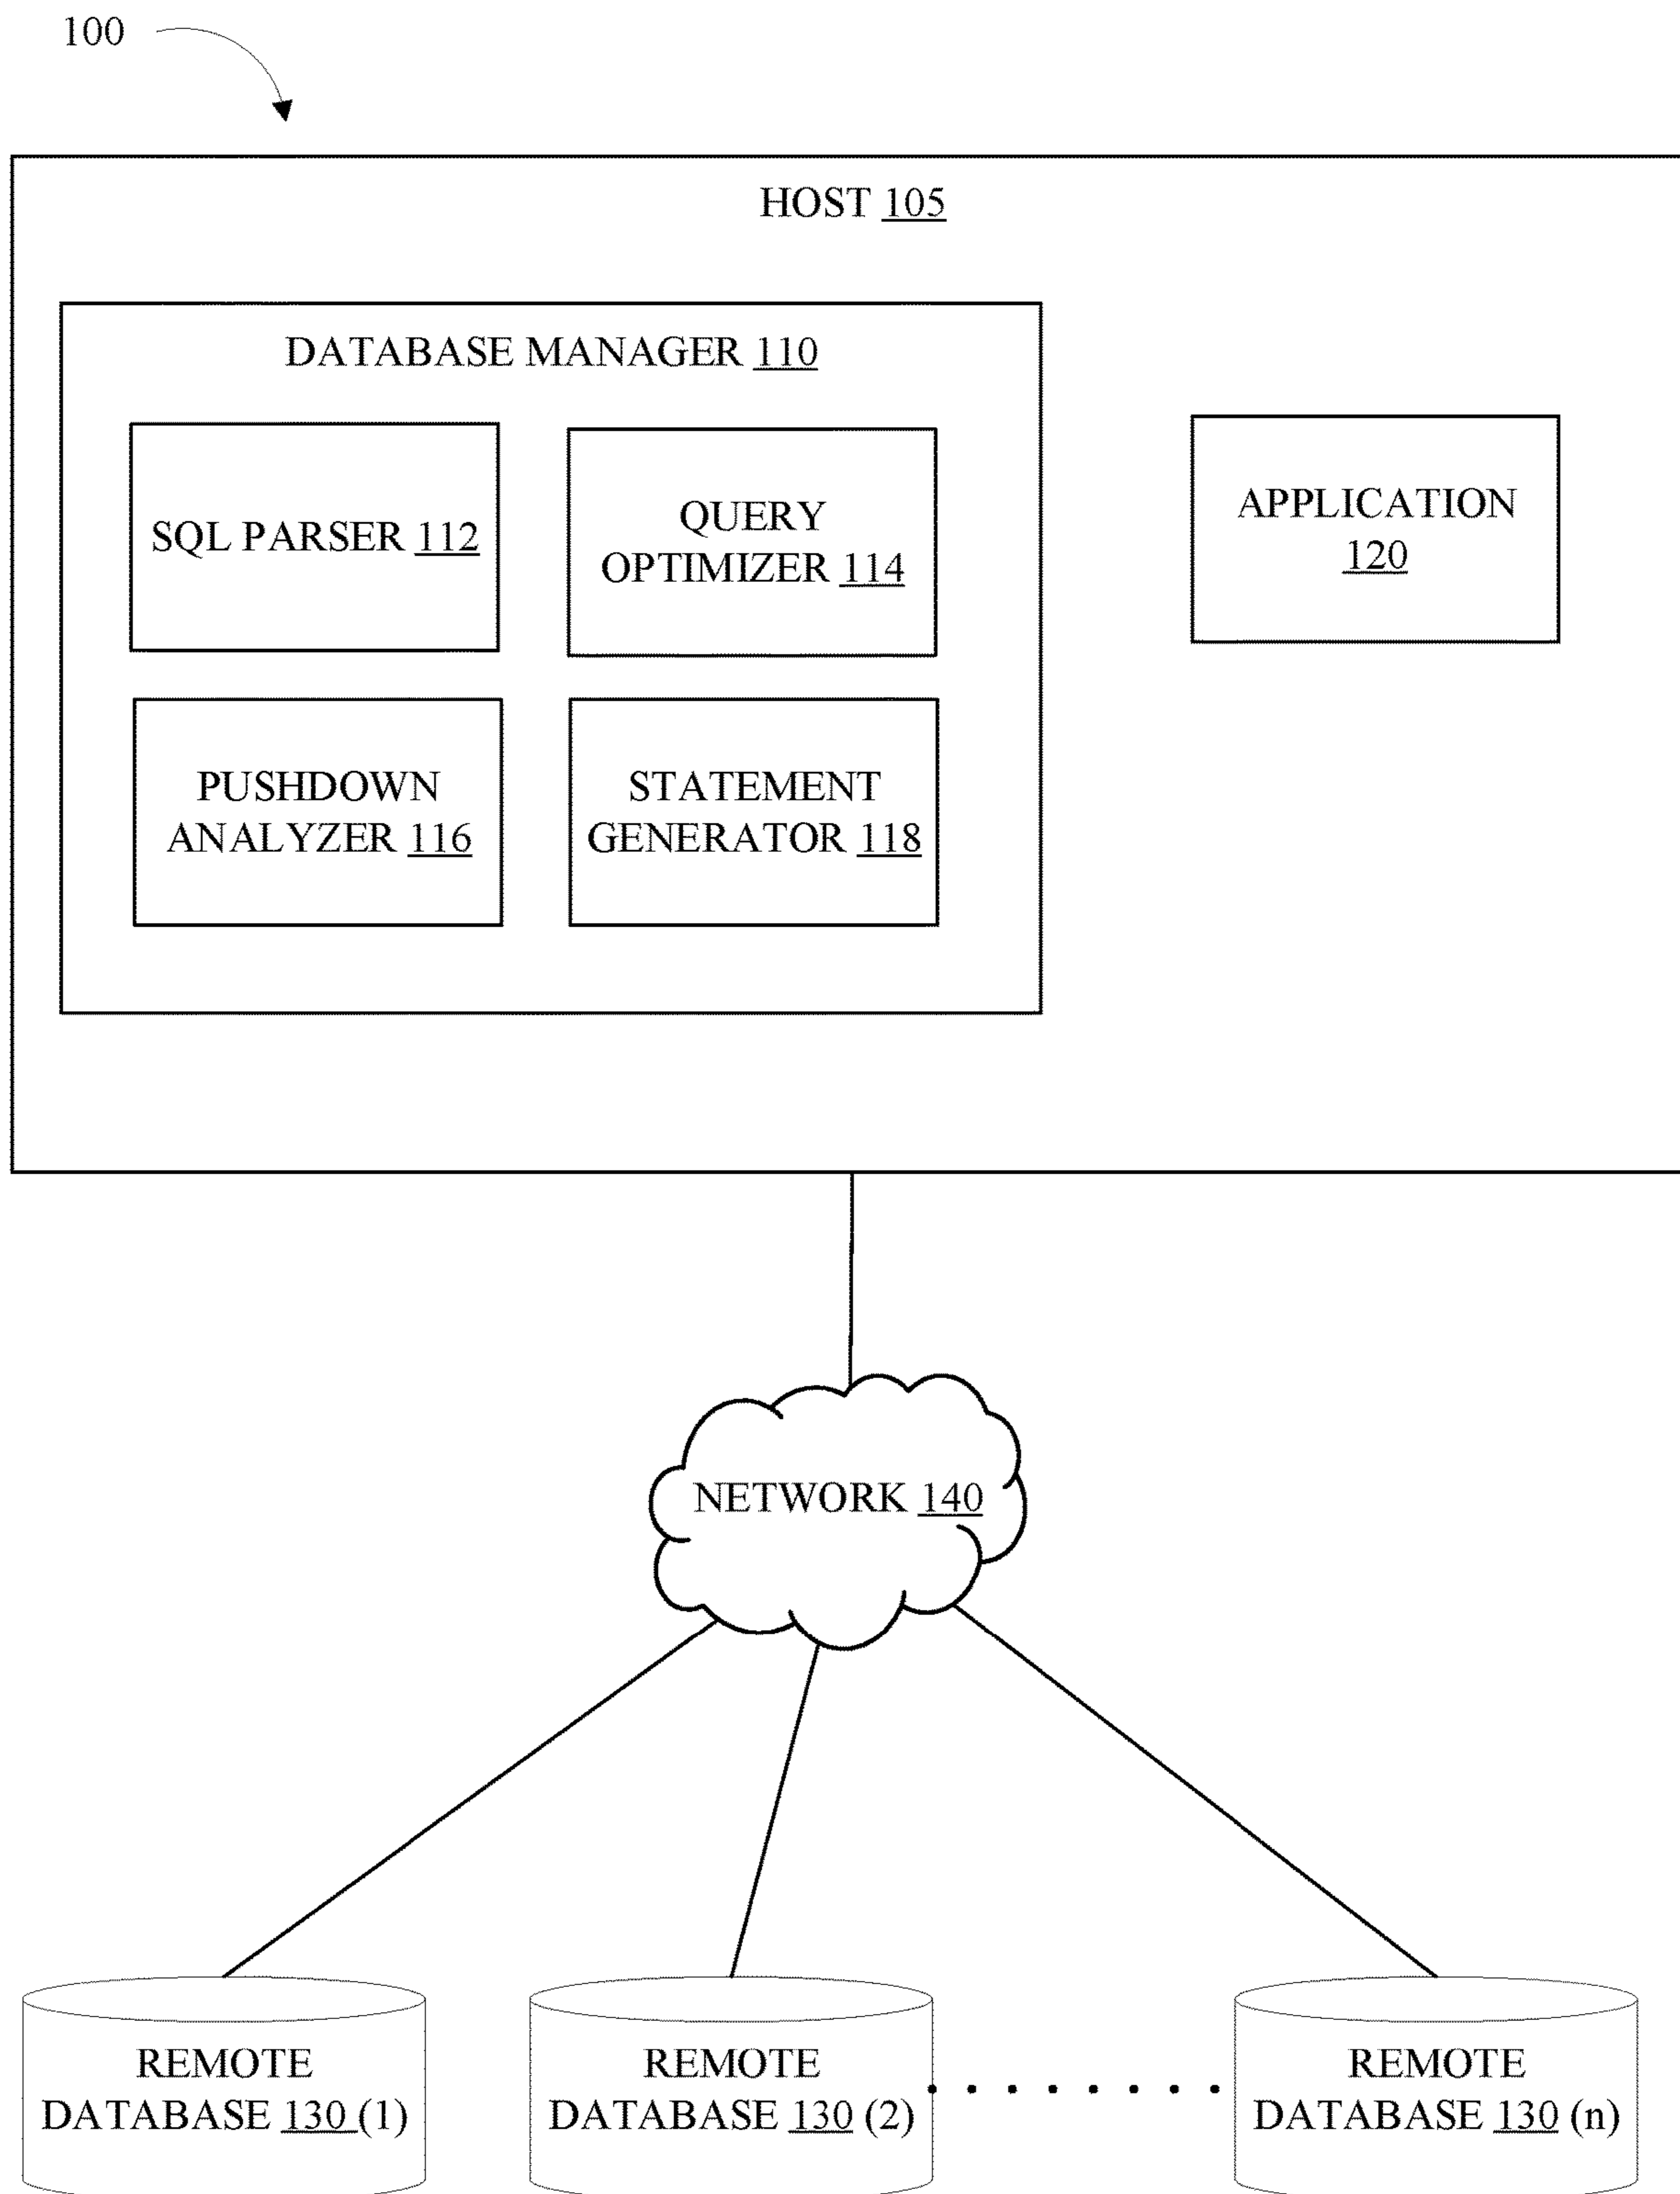 100
HOST 105
DATABASE MANAGER 110
SQL PARSER 112
QUERY
OPTIMIZER 114
APPLICATION
120
PUSHDOWN
ANALYZER 116
STATEMENT
GENERATOR 118
NETWORK 140
REMOTE
DATABASE 130 (1)
REMOTE
DATABASE 130 (2)
REMOTE
DATABASE 130 (n)